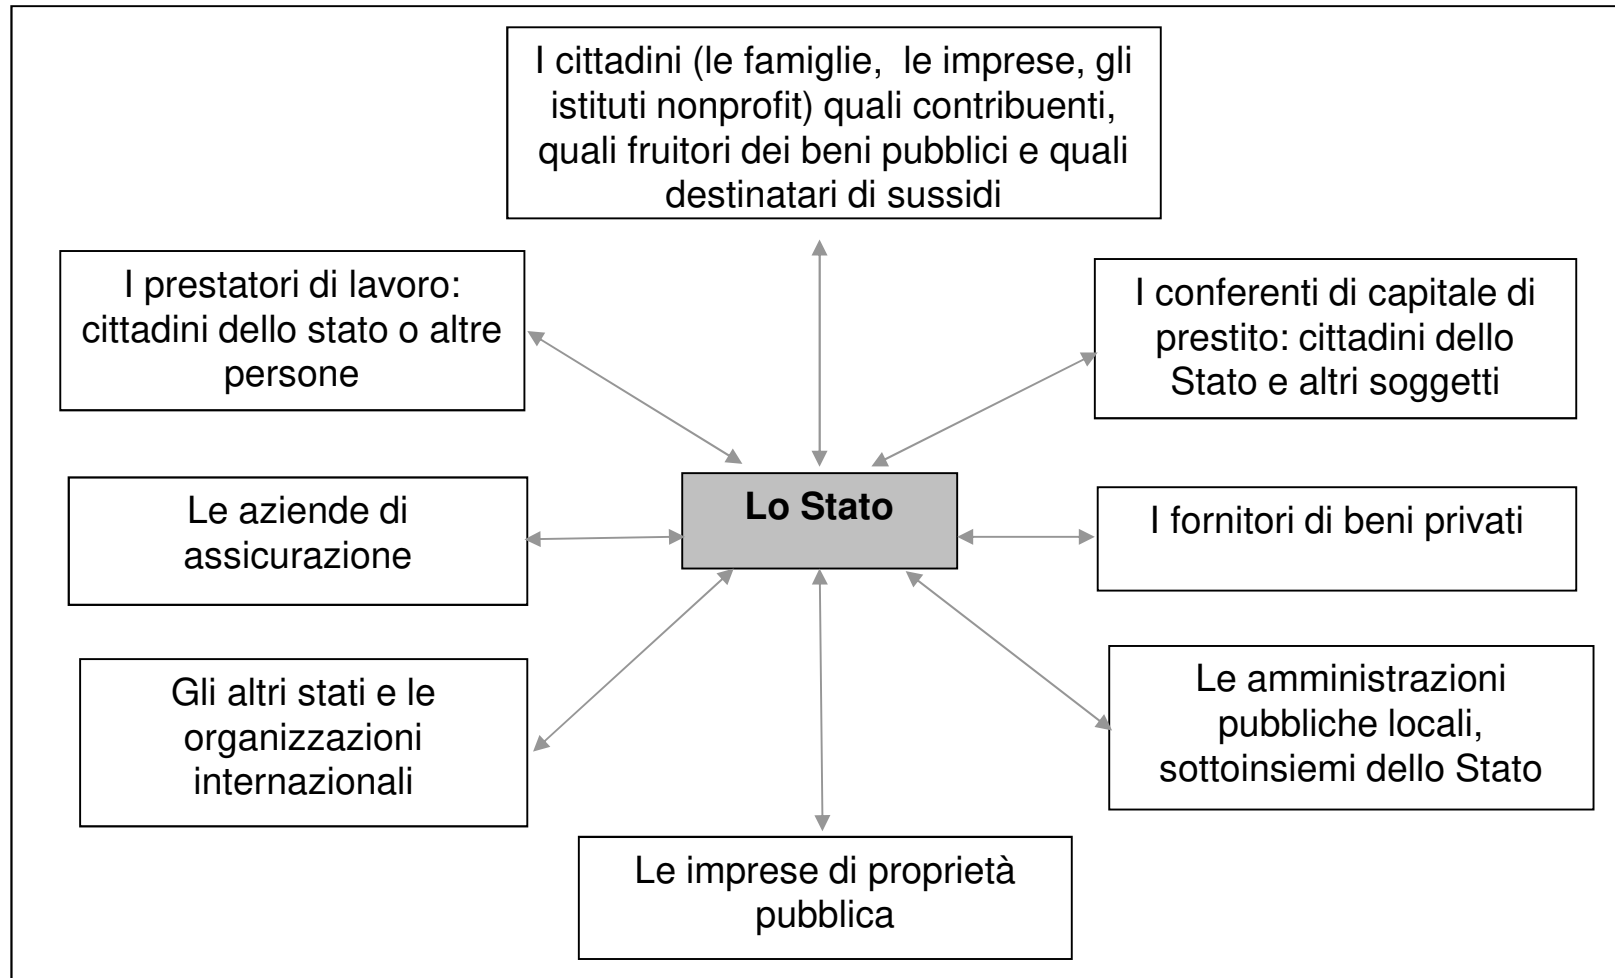 I cittadini (le famiglie,  le imprese, gli
istituti nonprofit) quali contribuenti,
quali fruitori dei beni pubblici e quali
destinatari di sussidi
I prestatori di lavoro:
cittadini dello stato o altre
persone
I conferenti di capitale di
prestito: cittadini dello
Stato e altri soggetti
Le aziende di
assicurazione
Lo Stato
I fornitori di beni privati
Gli altri stati e le
organizzazioni
internazionali
Le amministrazioni
pubbliche locali,
sottoinsiemi dello Stato
Le imprese di proprietà
pubblica